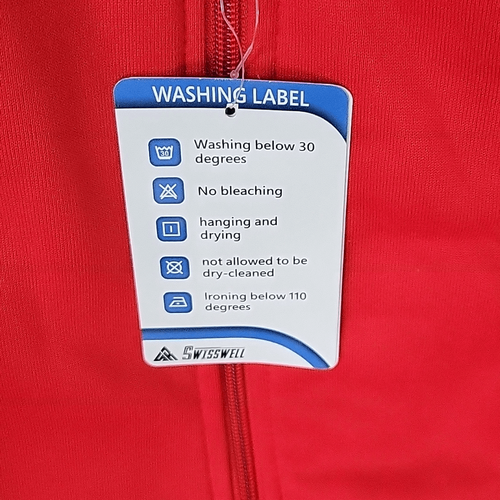 WASHING LABEL
30
Washing below 30
degrees
No bleaching
hanging and
drying
not allowed to be
dry-cleaned
Ironing below 110
degrees
SWISSWELL